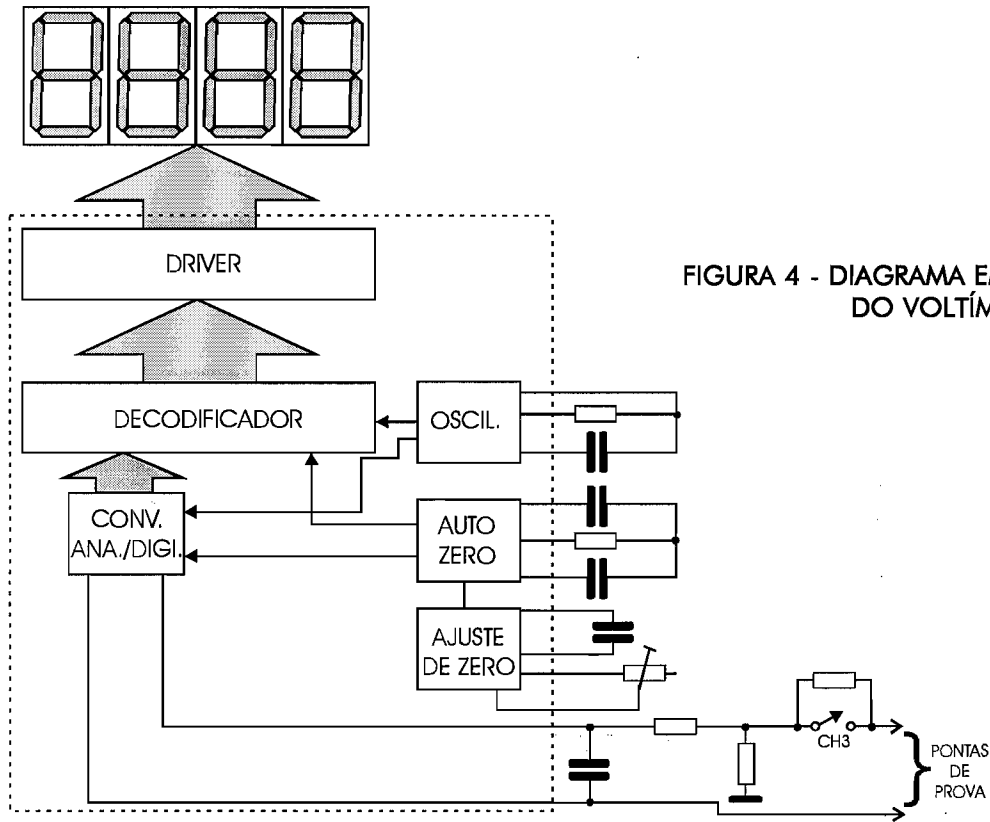 DRIVER
FIGURA 4 - DIAGRAMA
DO
DECODIFICADOR
OSCIL.
CONV.
ANA./DIGI.
AUTO
ZERO
AJUSTE
DE ZERO
CH3
PONTAS
DE
PROVA